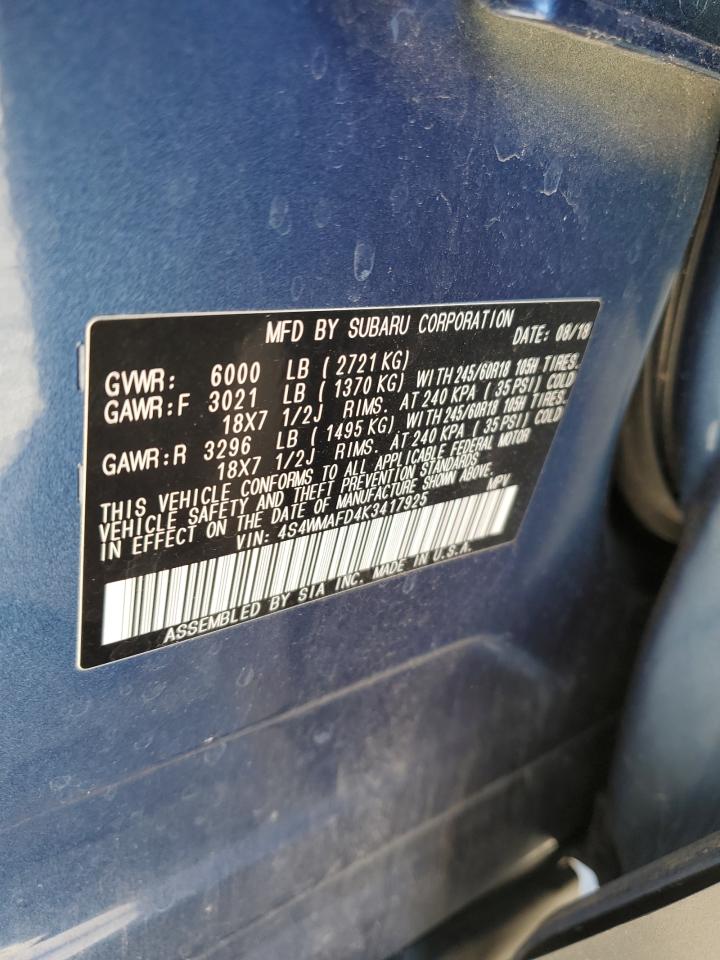 MFD BY SUBARU CORPORATION DATE: 08/18
GVWR: 6000 LB ( 2721 KG)
GAWR:F 3021 LB ( 1370 KG) WITH 245/60R18 105H TIRES.
18X7 1/2J RIMS. AT 240 KPA ( 35 PSI) COLD
GAWR:R 3296 LB ( 1495 KG) WITH 245/60R18 105H TIRES.
18X7 1/2J RIMS. AT 240 KPA ( 35 PSI) COLD
THIS VEHICLE CONFORMS TO ALL APPLICABLE FEDERAL MOTOR
VEHICLE SAFETY AND THEFT PREVENTION STANDARDS
IN EFFECT ON THE DATE OF MANUFACTURE SHOWN ABOVE.
VIN: 4S4WMAFD4K3417925 MPV
ASSEMBLED BY SIA INC. MADE IN U.S.A.